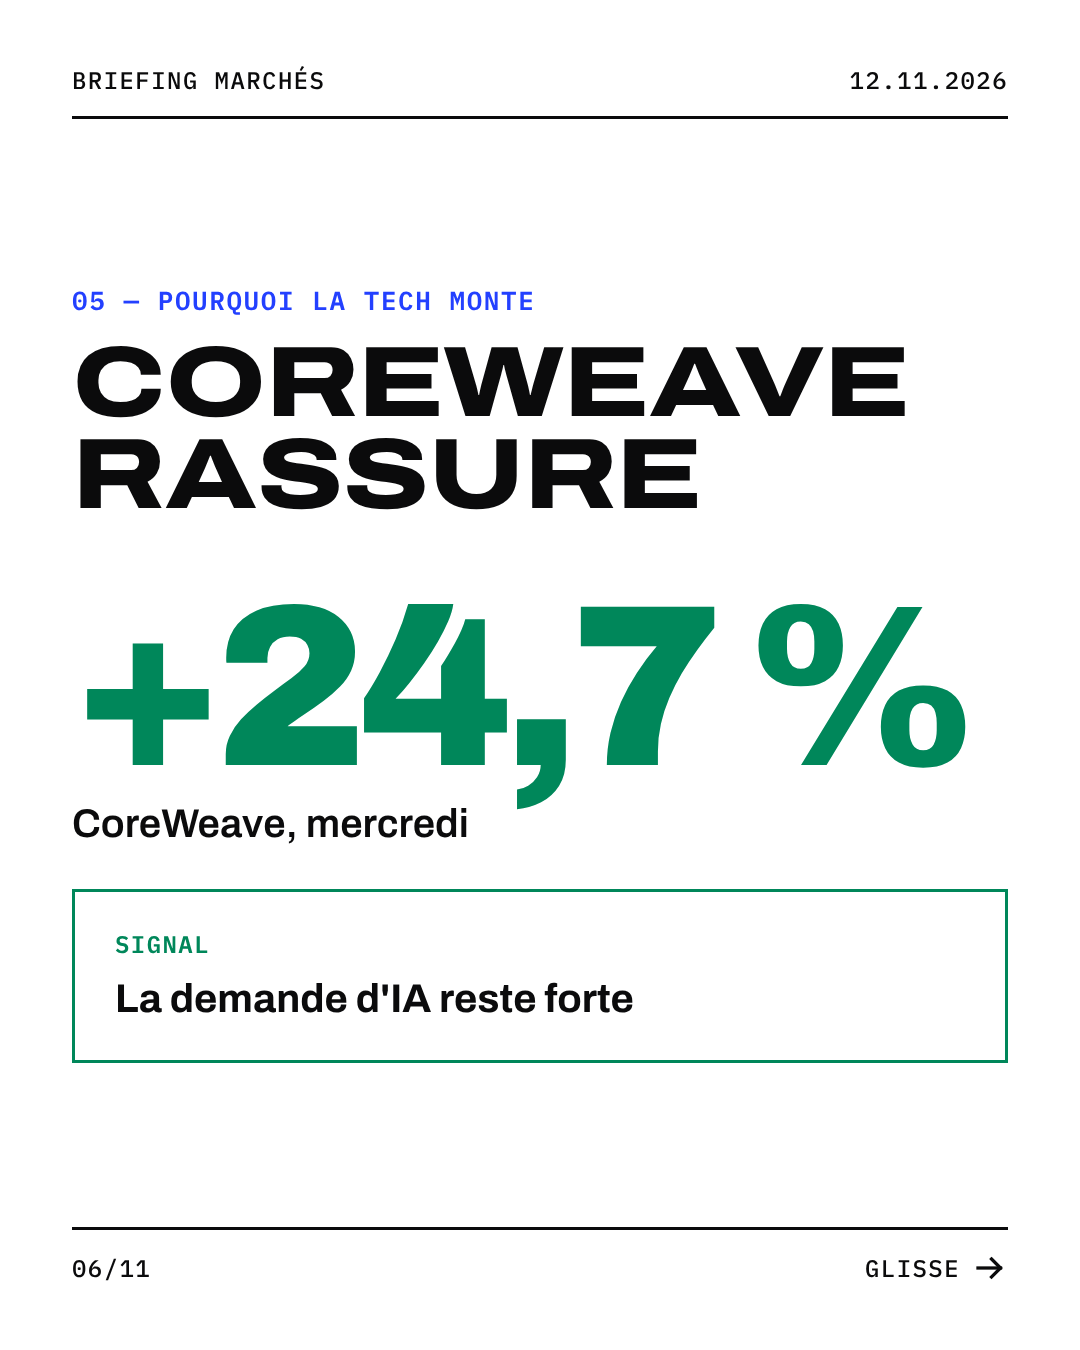 BRIEFING MARCHÉS
12.11.2026
05 — POURQUOI LA TECH MONTE
COREWEAVE
RASSURE
+24,7 %
CoreWeave, mercredi
SIGNAL
La demande d'IA reste forte
06/11
GLISSE →